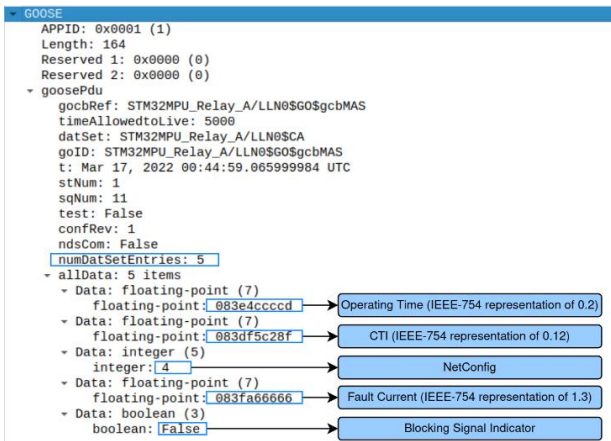 GOOSE
APPID: 0x0001 (1)
Length: 164
Reserved 1: 0x0000 (0)
Reserved 2: 0x0000 (0)
goosePdu
gocbRef: STM32MPU_Relay_A/LLN0$GO$gcbMAS
timeAllowedtoLive: 5000
datSet: STM32MPU_Relay_A/LLN0$CA
goID: STM32MPU_Relay_A/LLN0$GO$gcbMAS
t: Mar 17, 2022 00:44:59.065999984 UTC
stNum: 1
sqNum: 11
test: False
confRev: 1
ndsCom: False
numDatSetEntries: 5
allData: 5 items
Data: floating-point (7)
floating-point: 083e4ccccd Operating Time (IEEE-754 representation of 0.2)
Data: floating-point (7)
floating-point: 083df5c28f CTI (IEEE-754 representation of 0.12)
Data: integer (5)
integer: 4 NetConfig
Data: floating-point (7)
floating-point: 083fa66666 Fault Current (IEEE-754 representation of 1.3)
Data: boolean (3)
boolean: False Blocking Signal Indicator